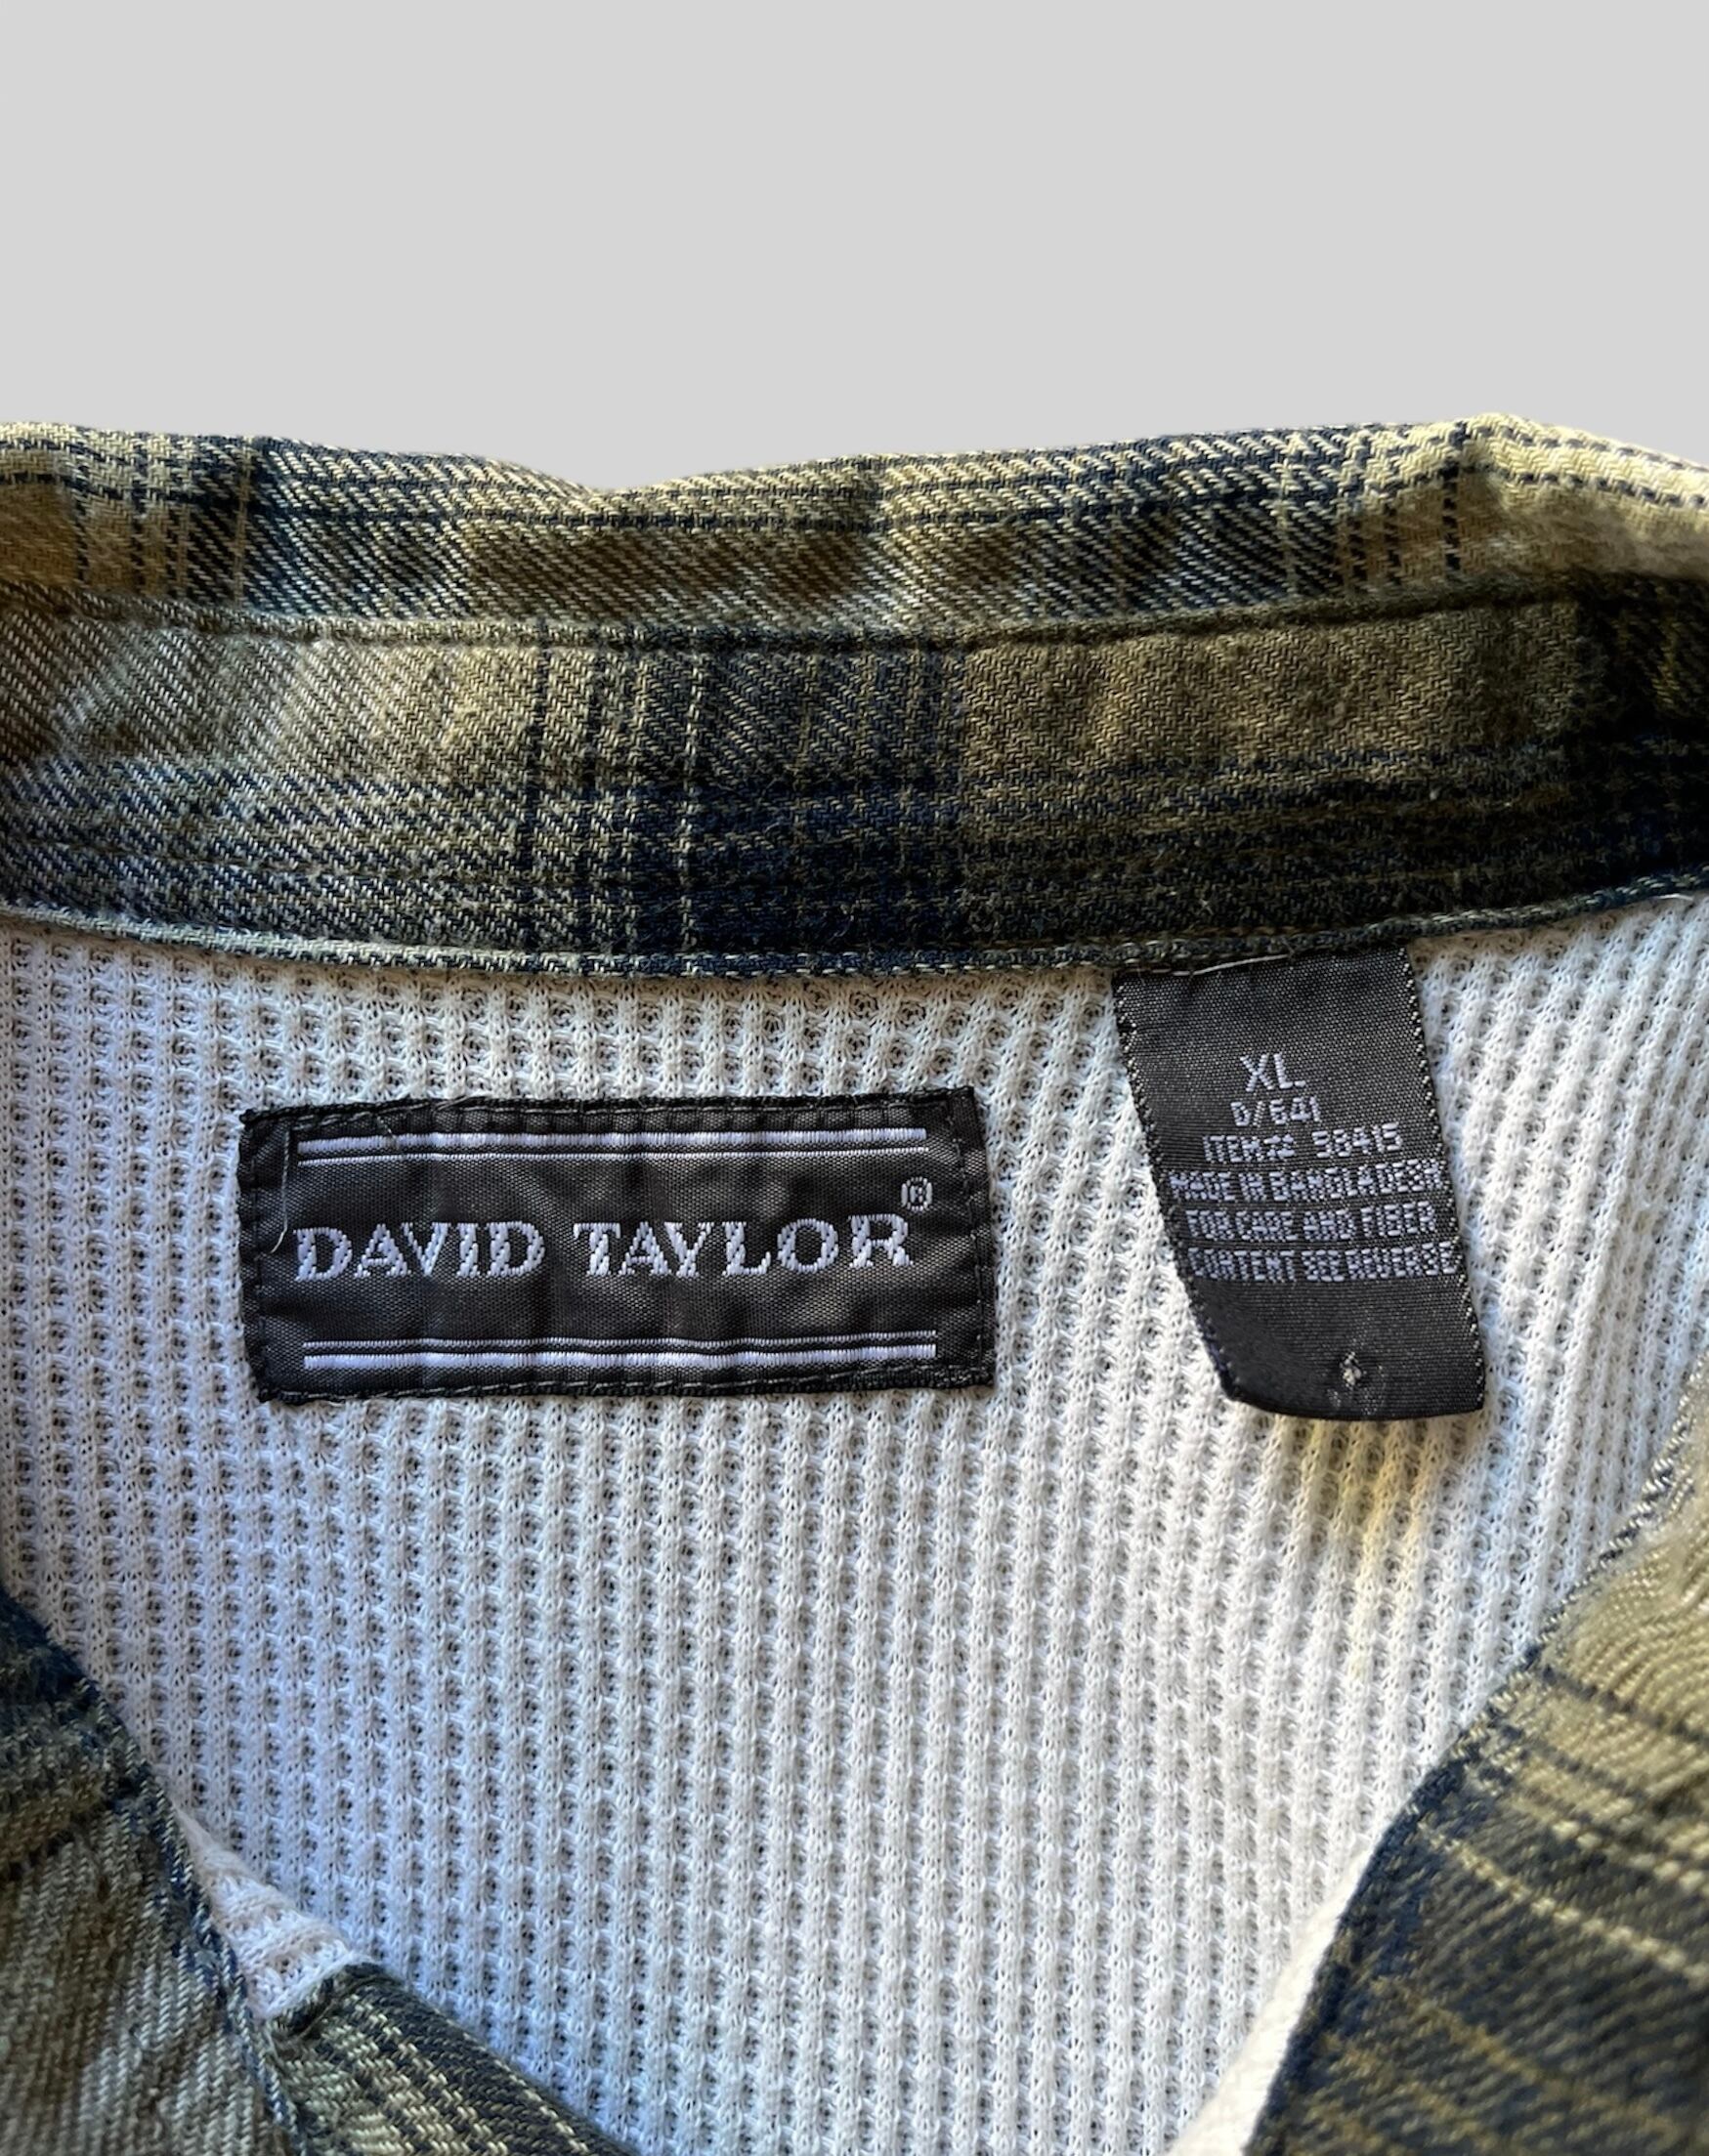 DAVID TAYLOR®
XL
D/641
ITEM# 38415
MADE IN BANGLADESH
FOR CARE AND FIBER
CONTENT SEE REVERSE